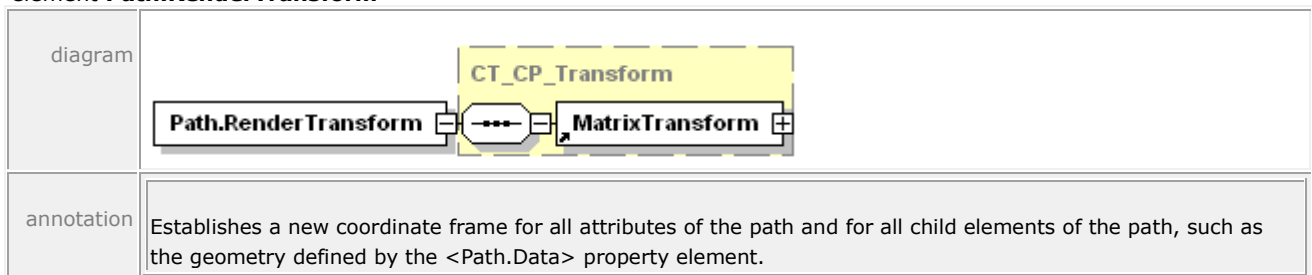 element Path.RenderTransform
diagram
CT_CP_Transform
Path.RenderTransform
MatrixTransform
annotation
Establishes a new coordinate frame for all attributes of the path and for all child elements of the path, such as
the geometry defined by the <Path.Data> property element.